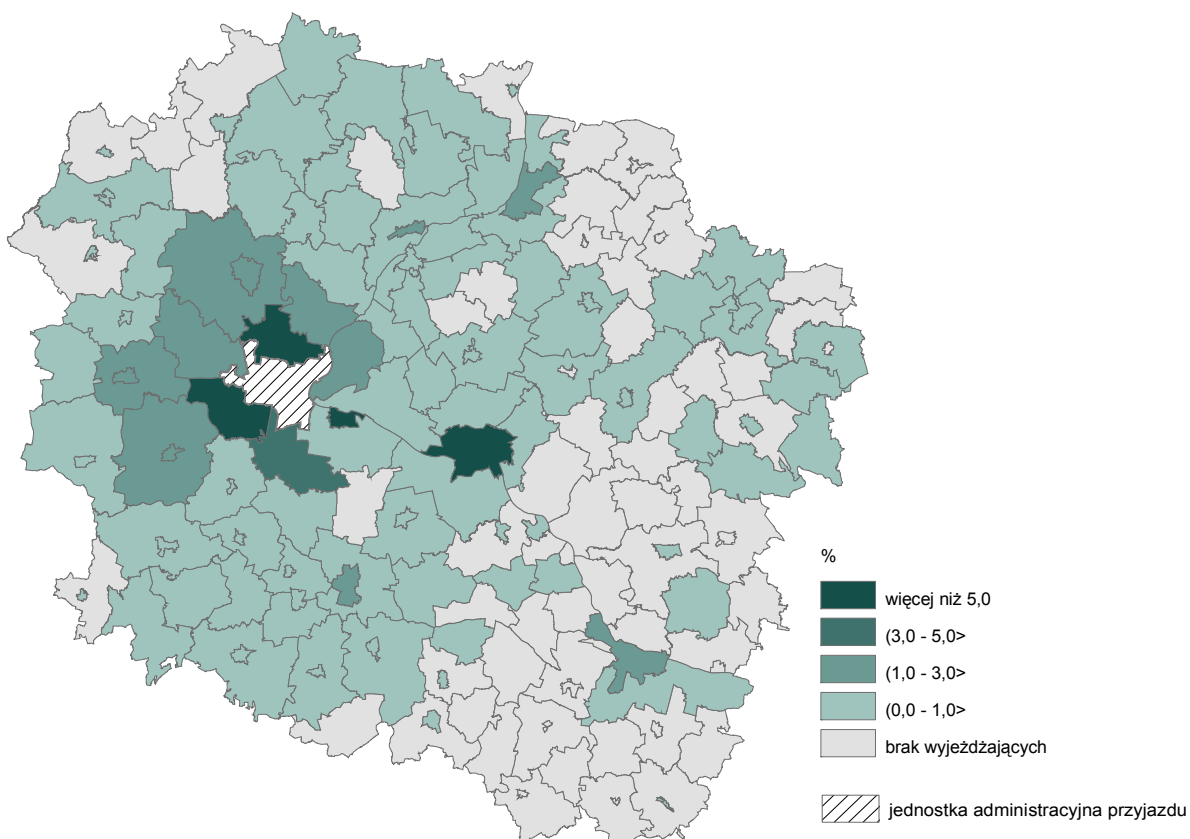 %
więcej niż 5,0
(3,0 - 5,0>
(1,0 - 3,0>
(0,0 - 1,0>
brak wyjeżdżających
jednostka administracyjna przyjazdu